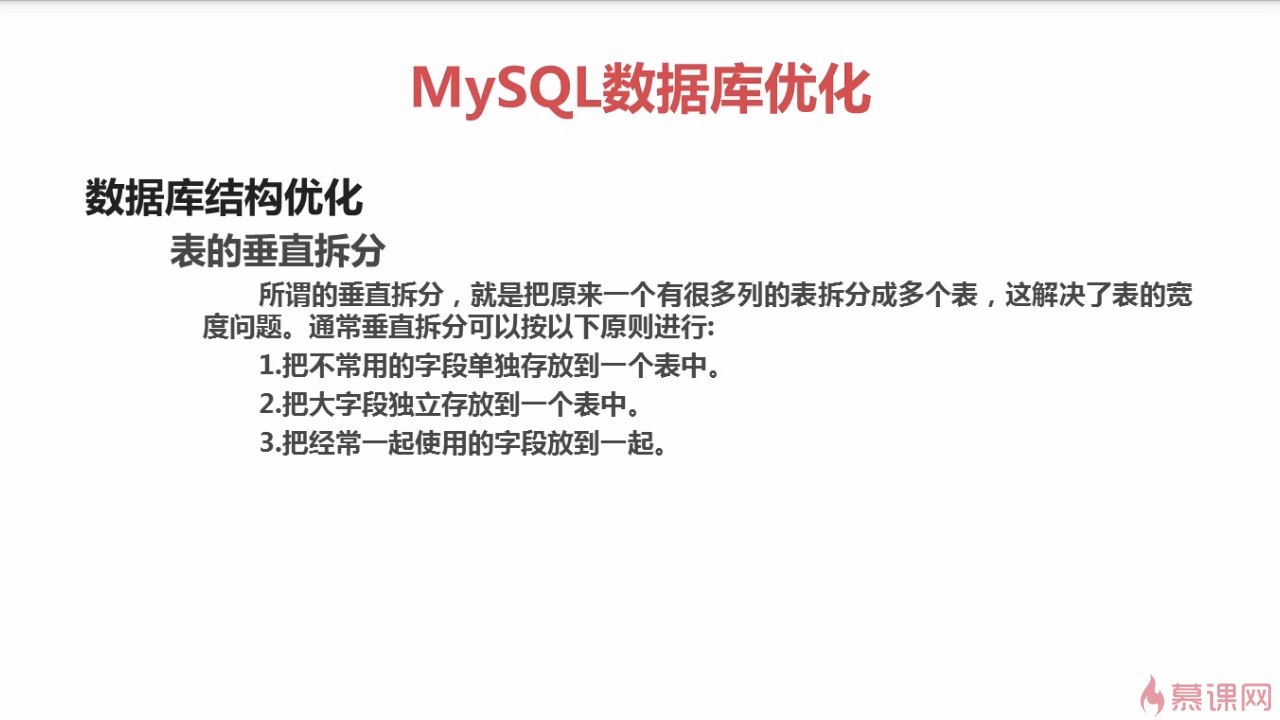 MySQL数据库优化
数据库结构优化
表的垂直拆分
所谓的垂直拆分，就是把原来一个有很多列的表拆分成多个表，这解决了表的宽
度问题。通常垂直拆分可以按以下原则进行:
1.把不常用的字段单独存放到一个表中。
2.把大字段独立存放到一个表中。
3.把经常一起使用的字段放到一起。
慕课网